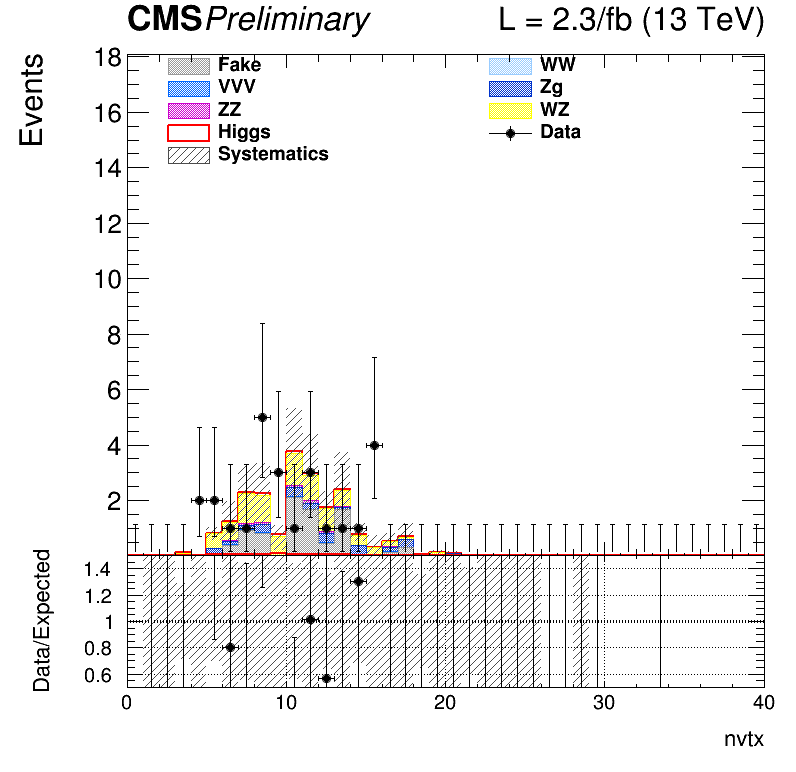 CMS Preliminary L = 2.3/fb (13 TeV)
Events
18
16
14
12
10
8
6
4
2
Fake WW
VVV Zg
ZZ WZ
Higgs Data
Systematics
Data/Expected
1.4
1.2
1
0.8
0.6
0 10 20 30 40
nvtx